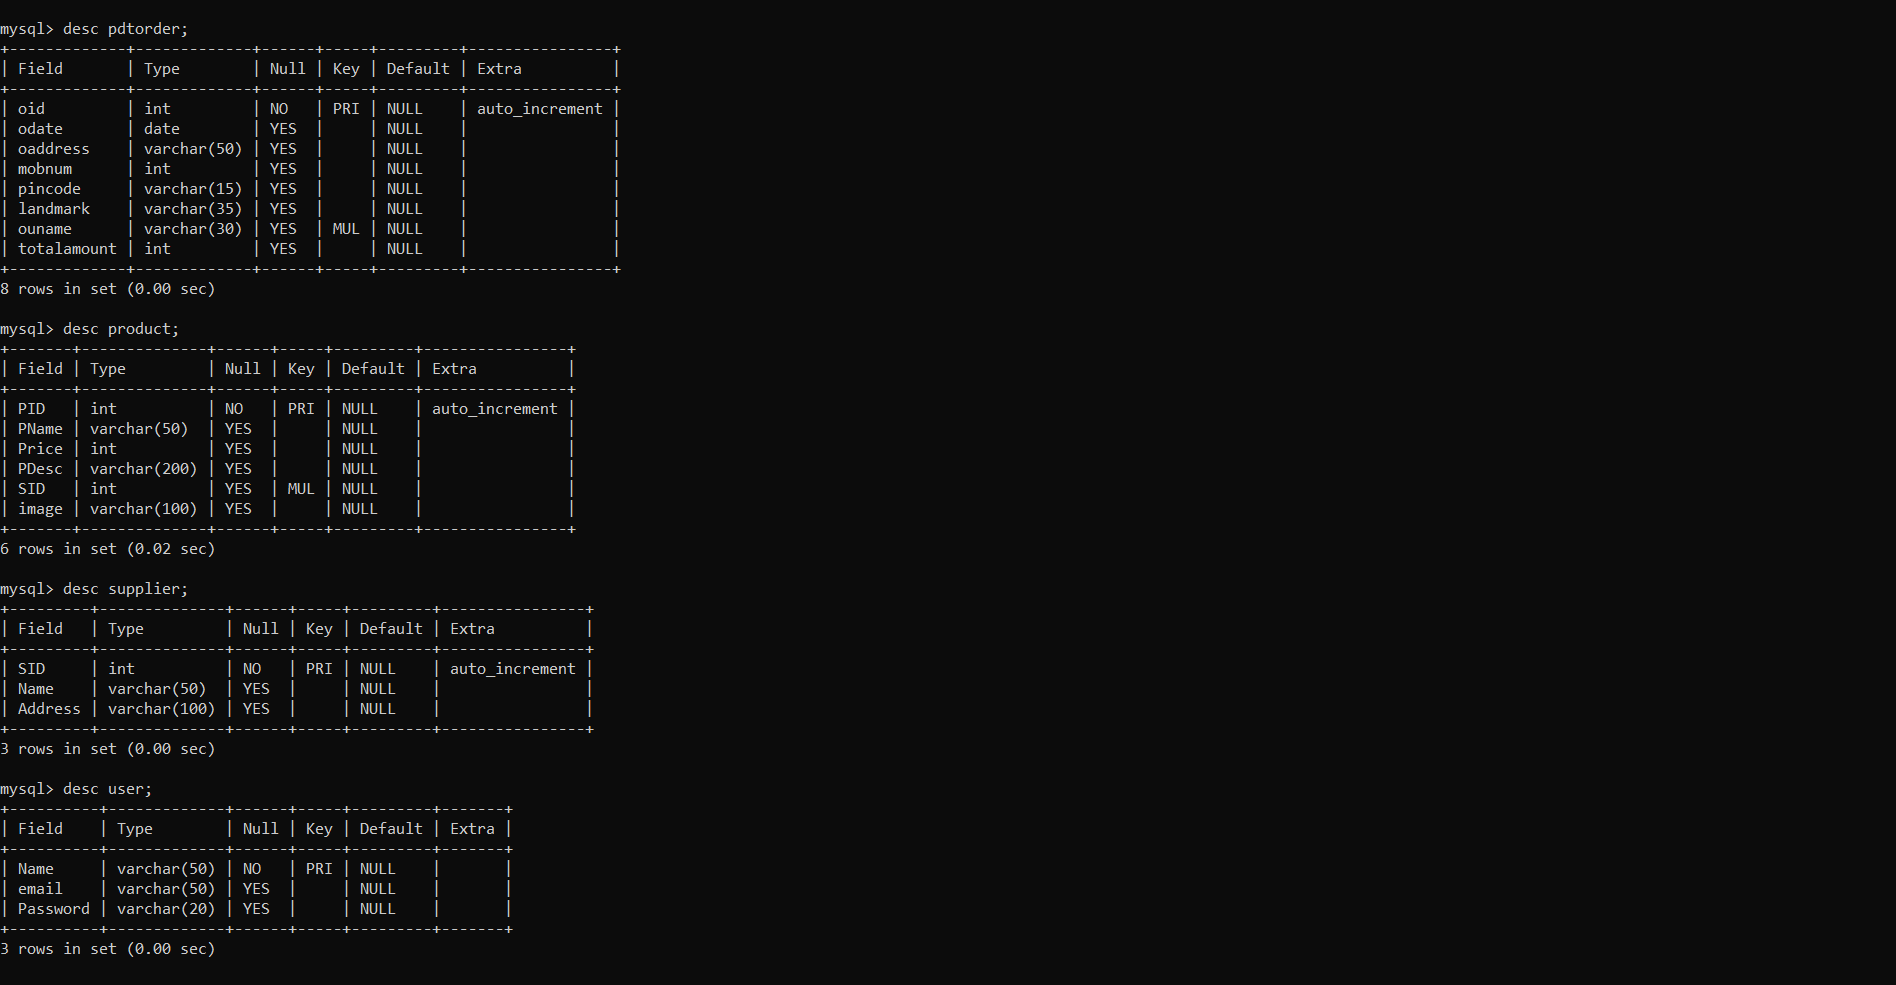 mysql> desc pdtorder;
+-------------+-------------+------+-----+---------+----------------+
| Field       | Type        | Null | Key | Default | Extra          |
+-------------+-------------+------+-----+---------+----------------+
| oid         | int         | NO   | PRI | NULL    | auto_increment |
| odate       | date        | YES  |     | NULL    |                |
| oaddress    | varchar(50) | YES  |     | NULL    |                |
| mobnum      | int         | YES  |     | NULL    |                |
| pincode     | varchar(15) | YES  |     | NULL    |                |
| landmark    | varchar(35) | YES  |     | NULL    |                |
| ouname      | varchar(30) | YES  | MUL | NULL    |                |
| totalamount | int         | YES  |     | NULL    |                |
+-------------+-------------+------+-----+---------+----------------+
8 rows in set (0.00 sec)

mysql> desc product;
+-------+--------------+------+-----+---------+----------------+
| Field | Type         | Null | Key | Default | Extra          |
+-------+--------------+------+-----+---------+----------------+
| PID   | int          | NO   | PRI | NULL    | auto_increment |
| PName | varchar(50)  | YES  |     | NULL    |                |
| Price | int          | YES  |     | NULL    |                |
| PDesc | varchar(200) | YES  |     | NULL    |                |
| SID   | int          | YES  | MUL | NULL    |                |
| image | varchar(100) | YES  |     | NULL    |                |
+-------+--------------+------+-----+---------+----------------+
6 rows in set (0.02 sec)

mysql> desc supplier;
+---------+--------------+------+-----+---------+----------------+
| Field   | Type         | Null | Key | Default | Extra          |
+---------+--------------+------+-----+---------+----------------+
| SID     | int          | NO   | PRI | NULL    | auto_increment |
| Name    | varchar(50)  | YES  |     | NULL    |                |
| Address | varchar(100) | YES  |     | NULL    |                |
+---------+--------------+------+-----+---------+----------------+
3 rows in set (0.00 sec)

mysql> desc user;
+----------+-------------+------+-----+---------+-------+
| Field    | Type        | Null | Key | Default | Extra |
+----------+-------------+------+-----+---------+-------+
| Name     | varchar(50) | NO   | PRI | NULL    |       |
| email    | varchar(50) | YES  |     | NULL    |       |
| Password | varchar(20) | YES  |     | NULL    |       |
+----------+-------------+------+-----+---------+-------+
3 rows in set (0.00 sec)